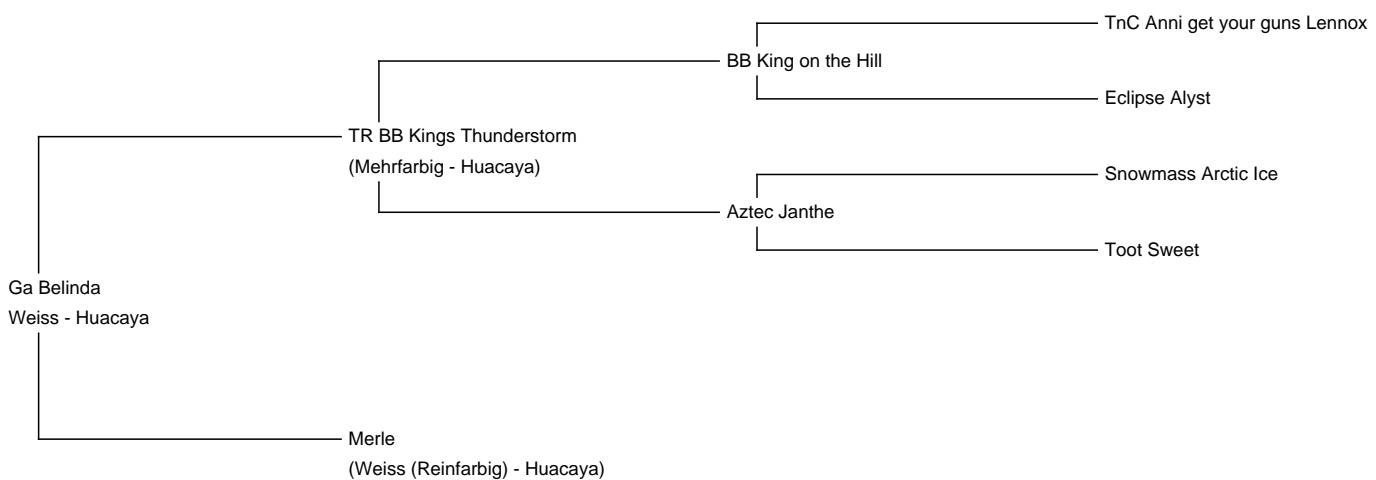 TnC Anni get your guns Lennox
BB King on the Hill
Eclipse Alyst
TR BB Kings Thunderstorm
(Mehrfarbig - Huacaya)
Snowmass Arctic Ice
Aztec Janthe
Toot Sweet
Ga Belinda
Weiss - Huacaya
Merle
(Weiss (Reinfarbig) - Huacaya)